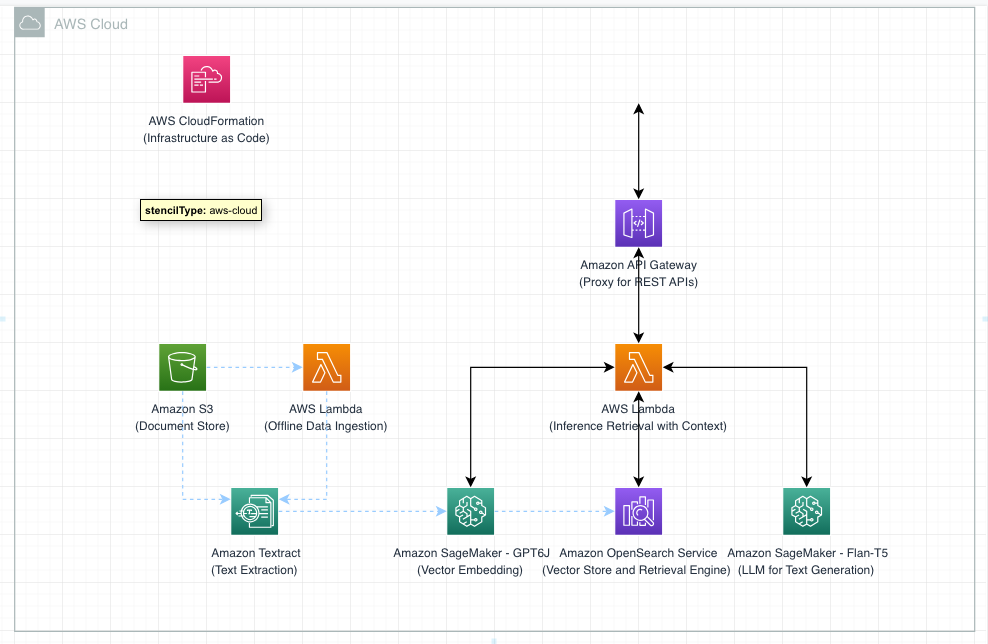 AWS Cloud
AWS CloudFormation
(Infrastructure as Code)
stencilType: aws-cloud
Amazon API Gateway
(Proxy for REST APIs)
Amazon S3
(Document Store)
AWS Lambda
(Offline Data Ingestion)
AWS Lambda
(Inference Retrieval with Context)
Amazon Textract
(Text Extraction)
Amazon SageMaker - GPT6J
(Vector Embedding)
Amazon OpenSearch Service
(Vector Store and Retrieval Engine)
Amazon SageMaker - Flan-T5
(LLM for Text Generation)